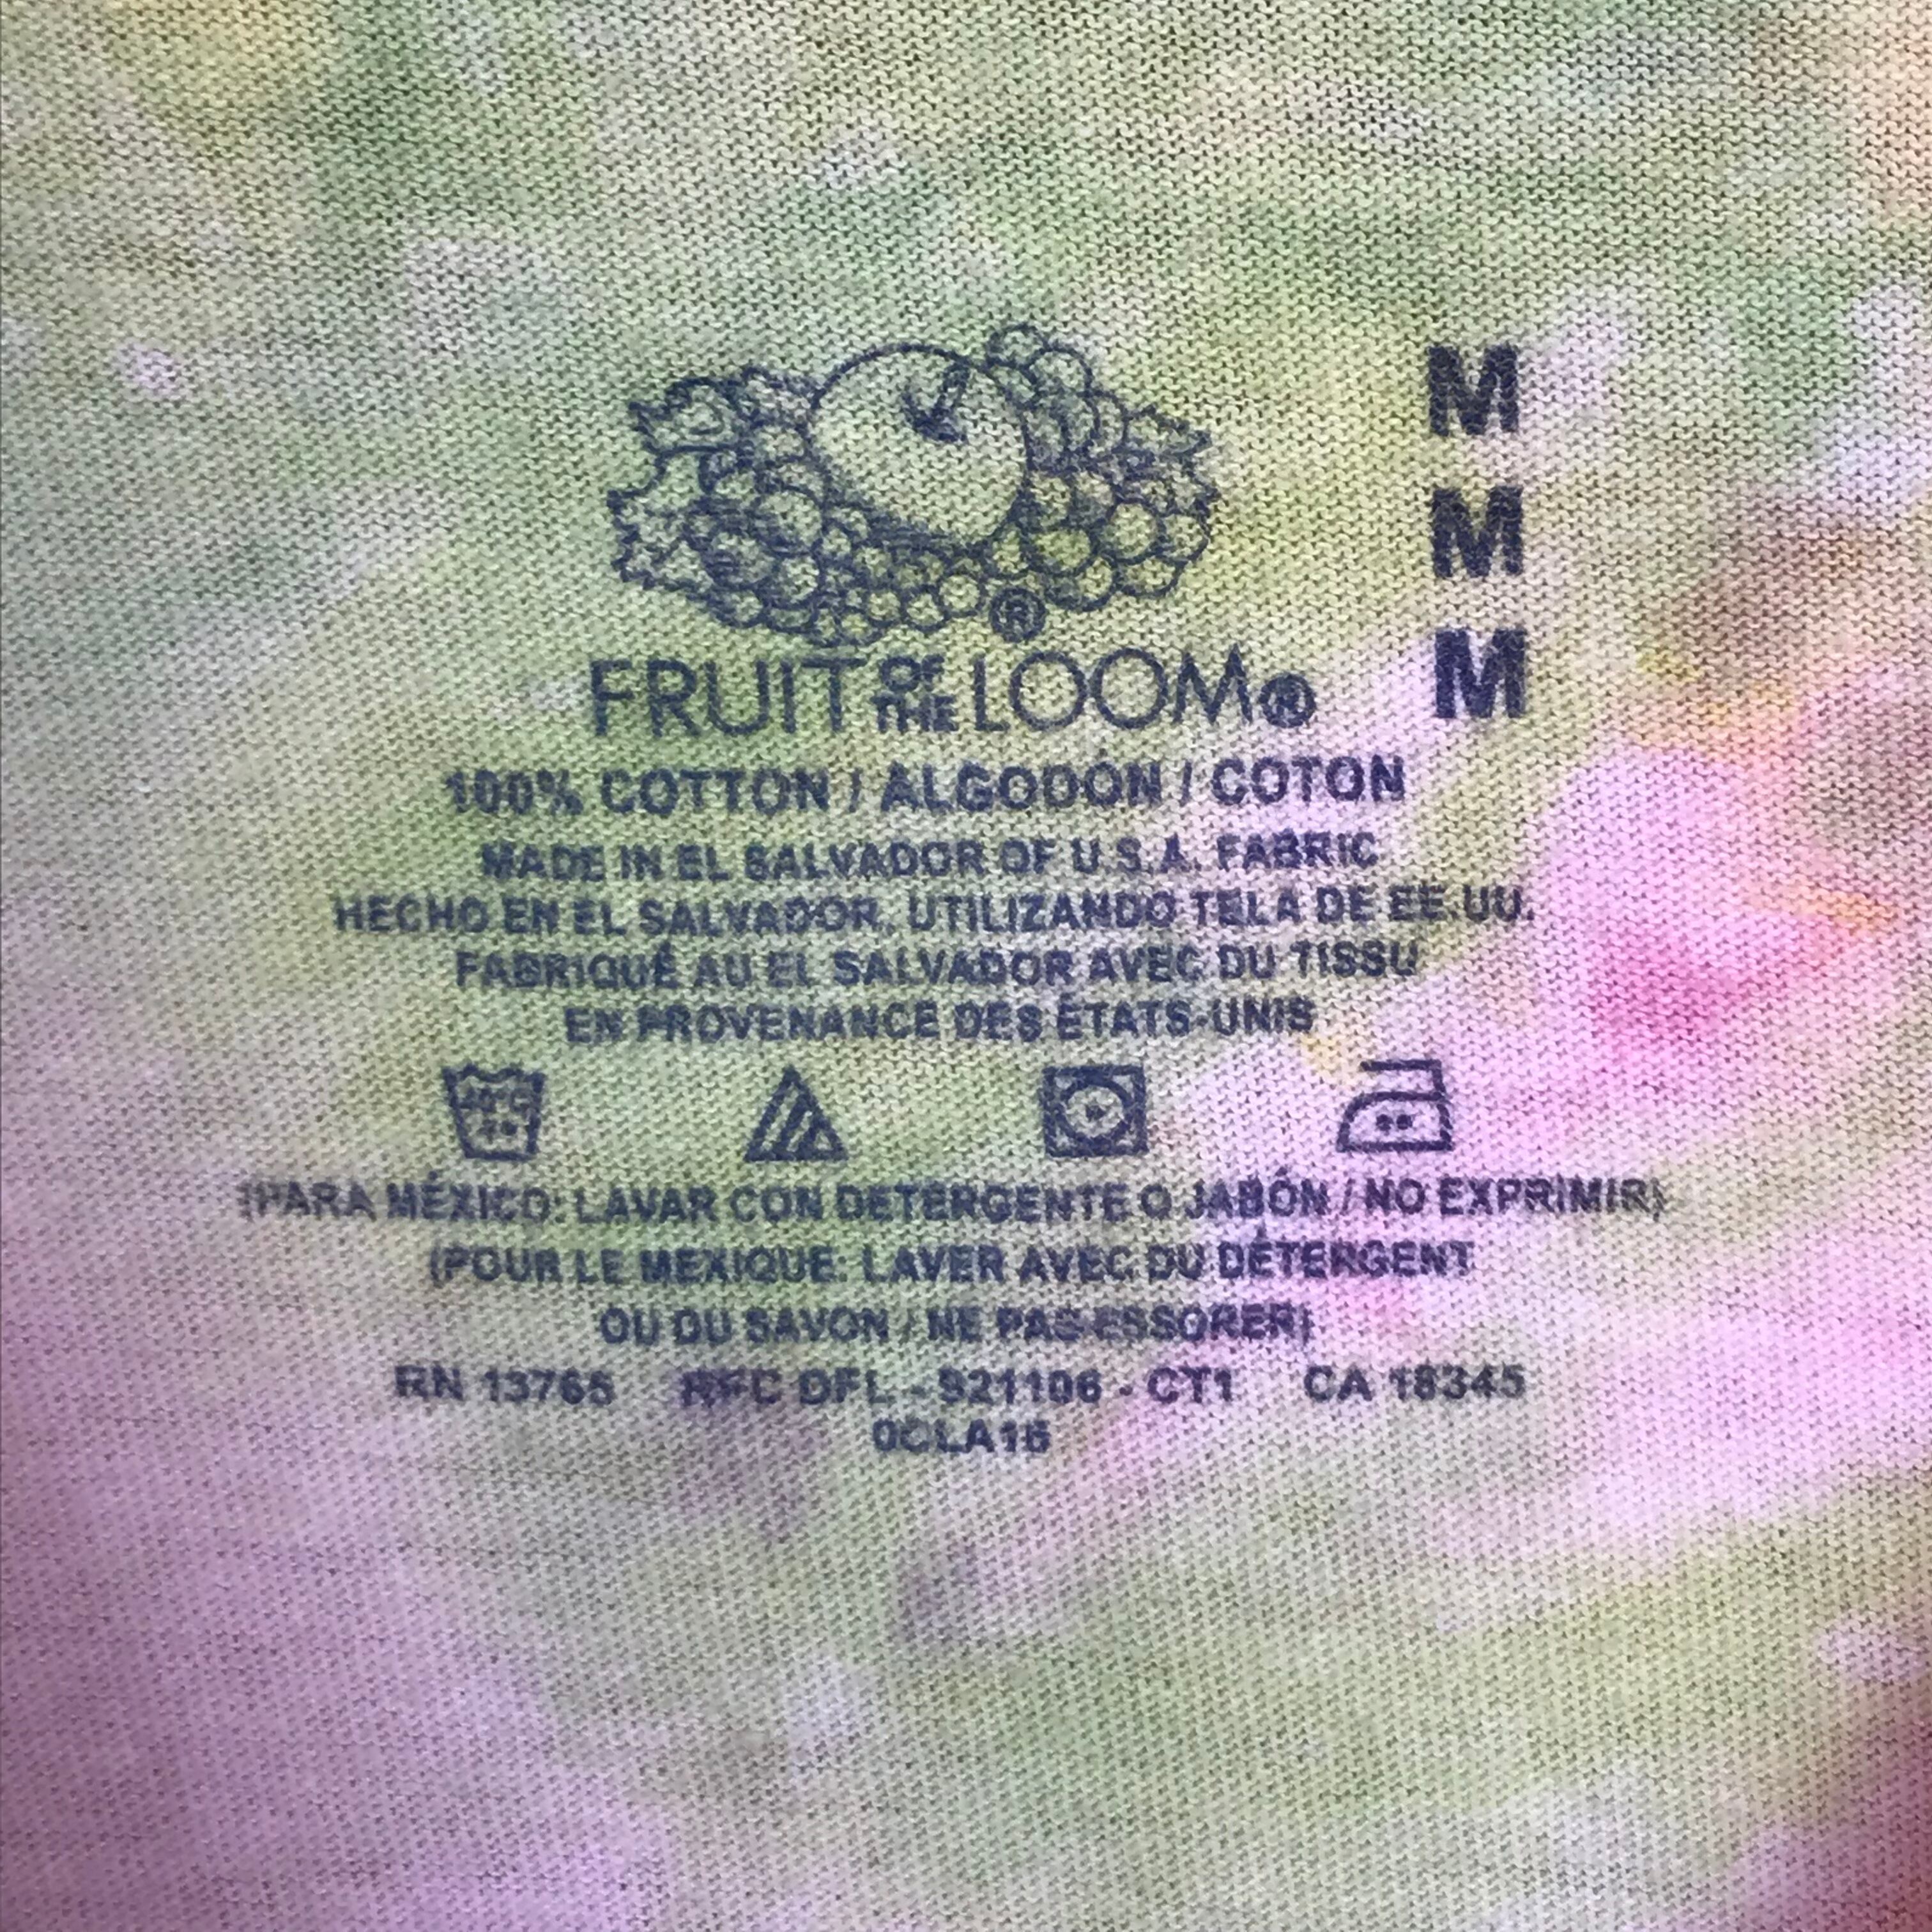 M
M
®
FRUIT OF THE LOOM®
M
100% COTTON / ALGODÓN / COTON
MADE IN EL SALVADOR OF U.S.A. FABRIC
HECHO EN EL SALVADOR, UTILIZANDO TELA DE EE.UU.
FABRIQUÉ AU EL SALVADOR AVEC DU TISSU
EN PROVENANCE DES ÉTATS-UNIS
40°C
(PARA MÉXICO: LAVAR CON DETERGENTE O JABÓN / NO EXPRIMIR)
(POUR LE MEXIQUE: LAVER AVEC DU DÉTERGENT
OU DU SAVON / NE PAS ESSORER)
RN 13765 RFC DFL - 921106 - CT1 CA 18345
0CLA16